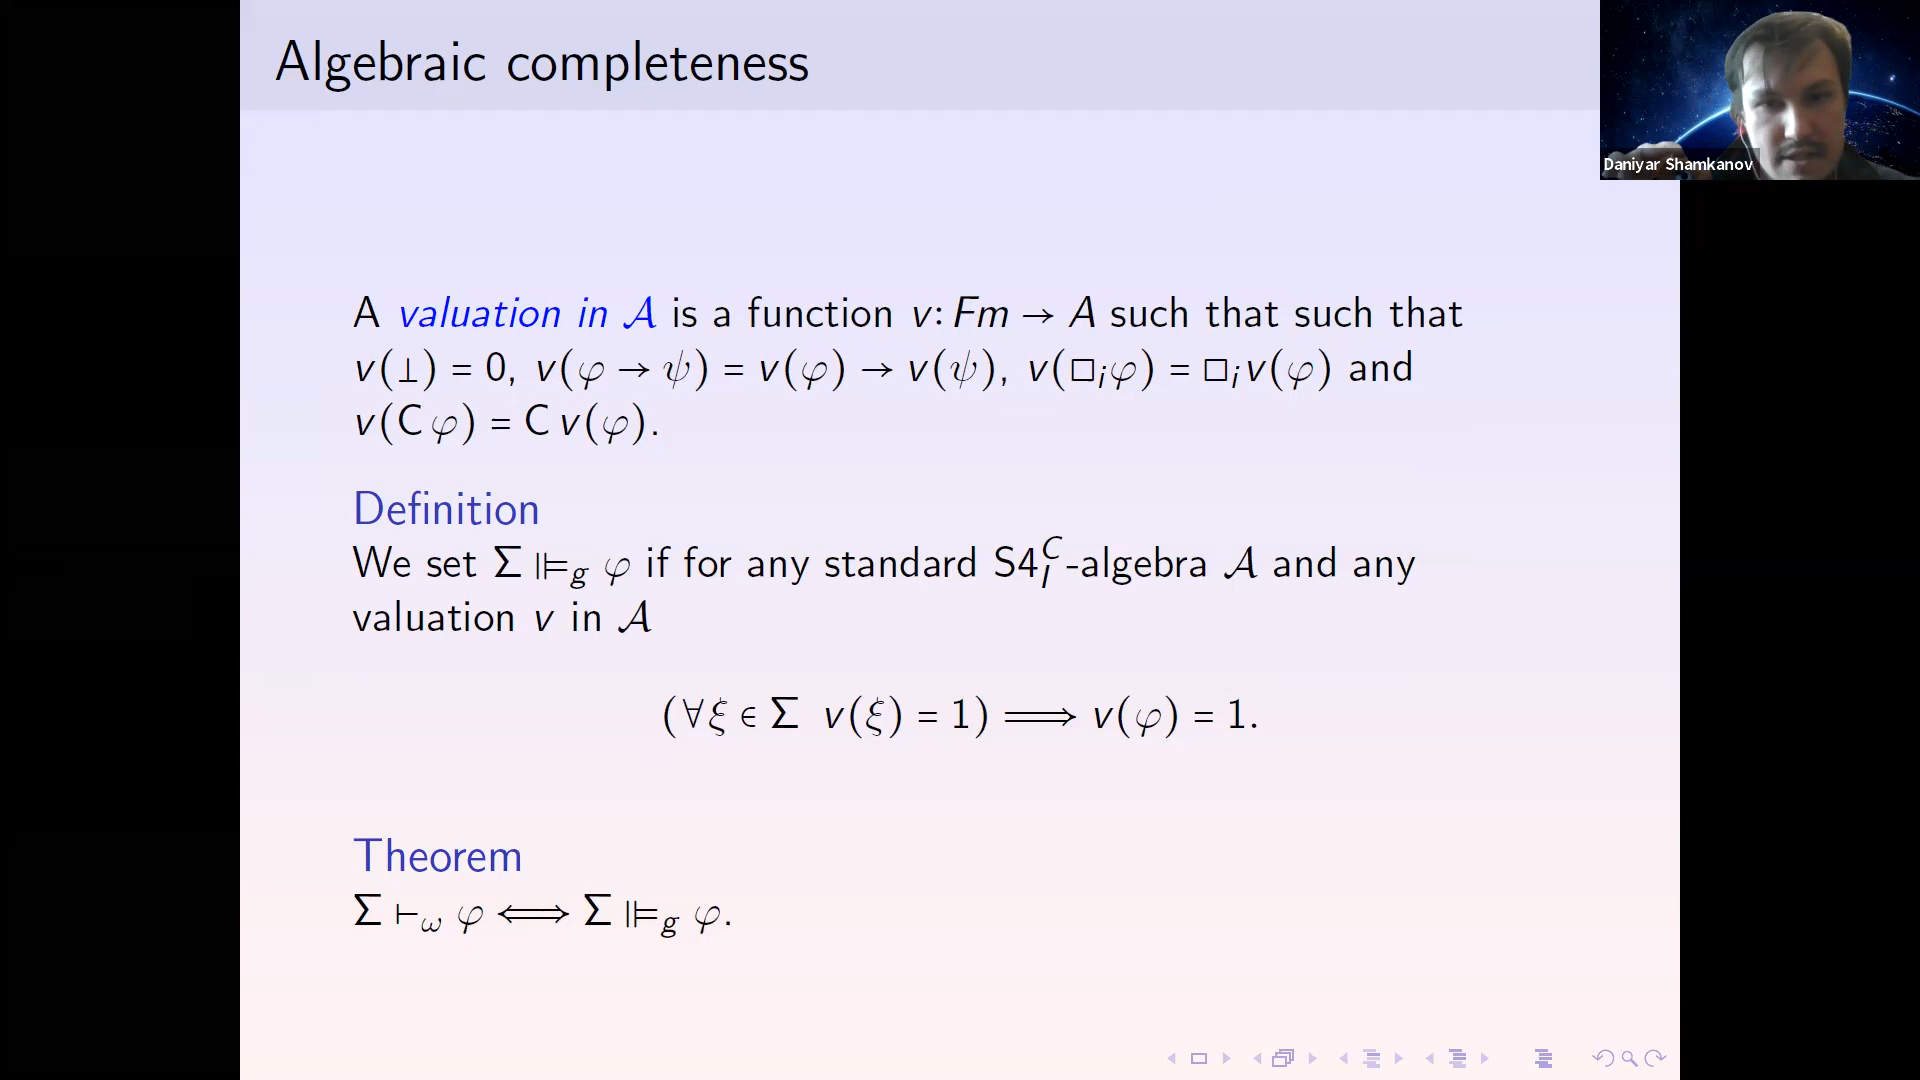 Algebraic completeness
Daniyar Shamkanov
A valuation in 𝒜 is a function v: Fm → A such that such that
v(⊥) = 0, v(φ → ψ) = v(φ) → v(ψ), v(□ᵢφ) = □ᵢv(φ) and
v(C φ) = C v(φ).
Definition
We set Σ ⊪_g φ if for any standard S4_I^C-algebra 𝒜 and any
valuation v in 𝒜
(∀ξ ∈ Σ v(ξ) = 1) ⟹ v(φ) = 1.
Theorem
Σ ⊢_ω φ ⟺ Σ ⊪_g φ.